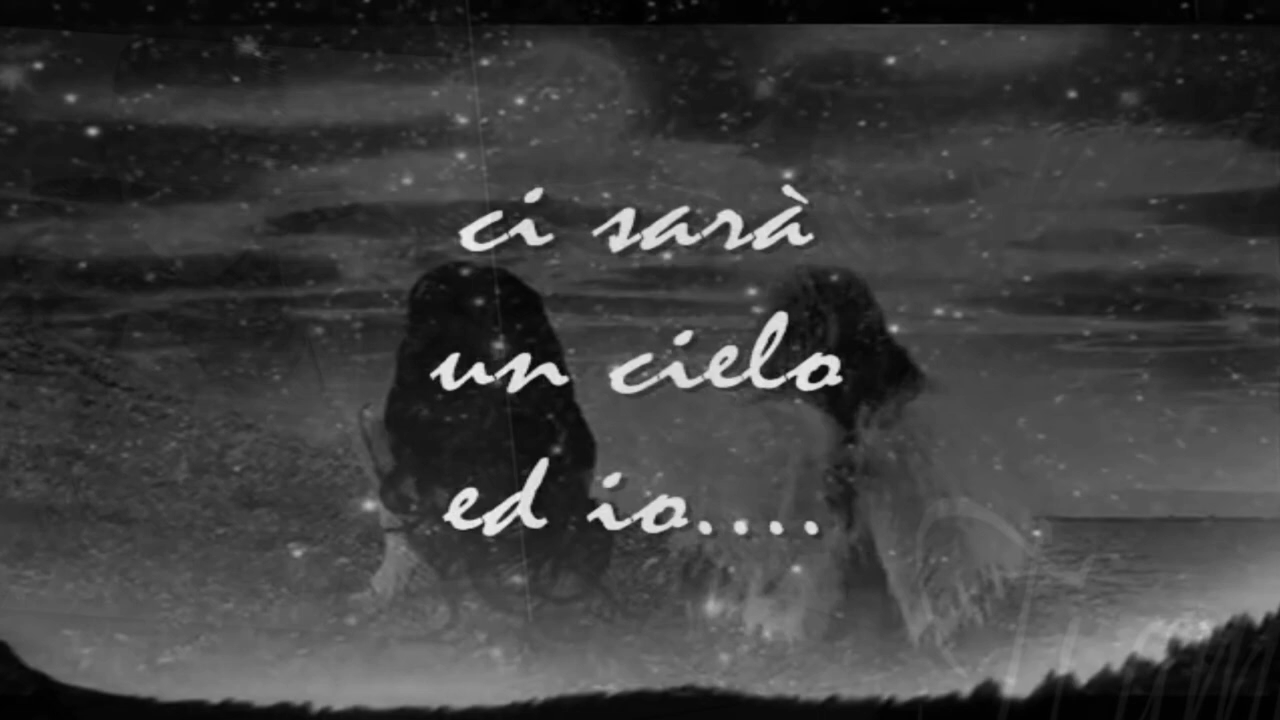 ci sarà
un cielo
ed io....